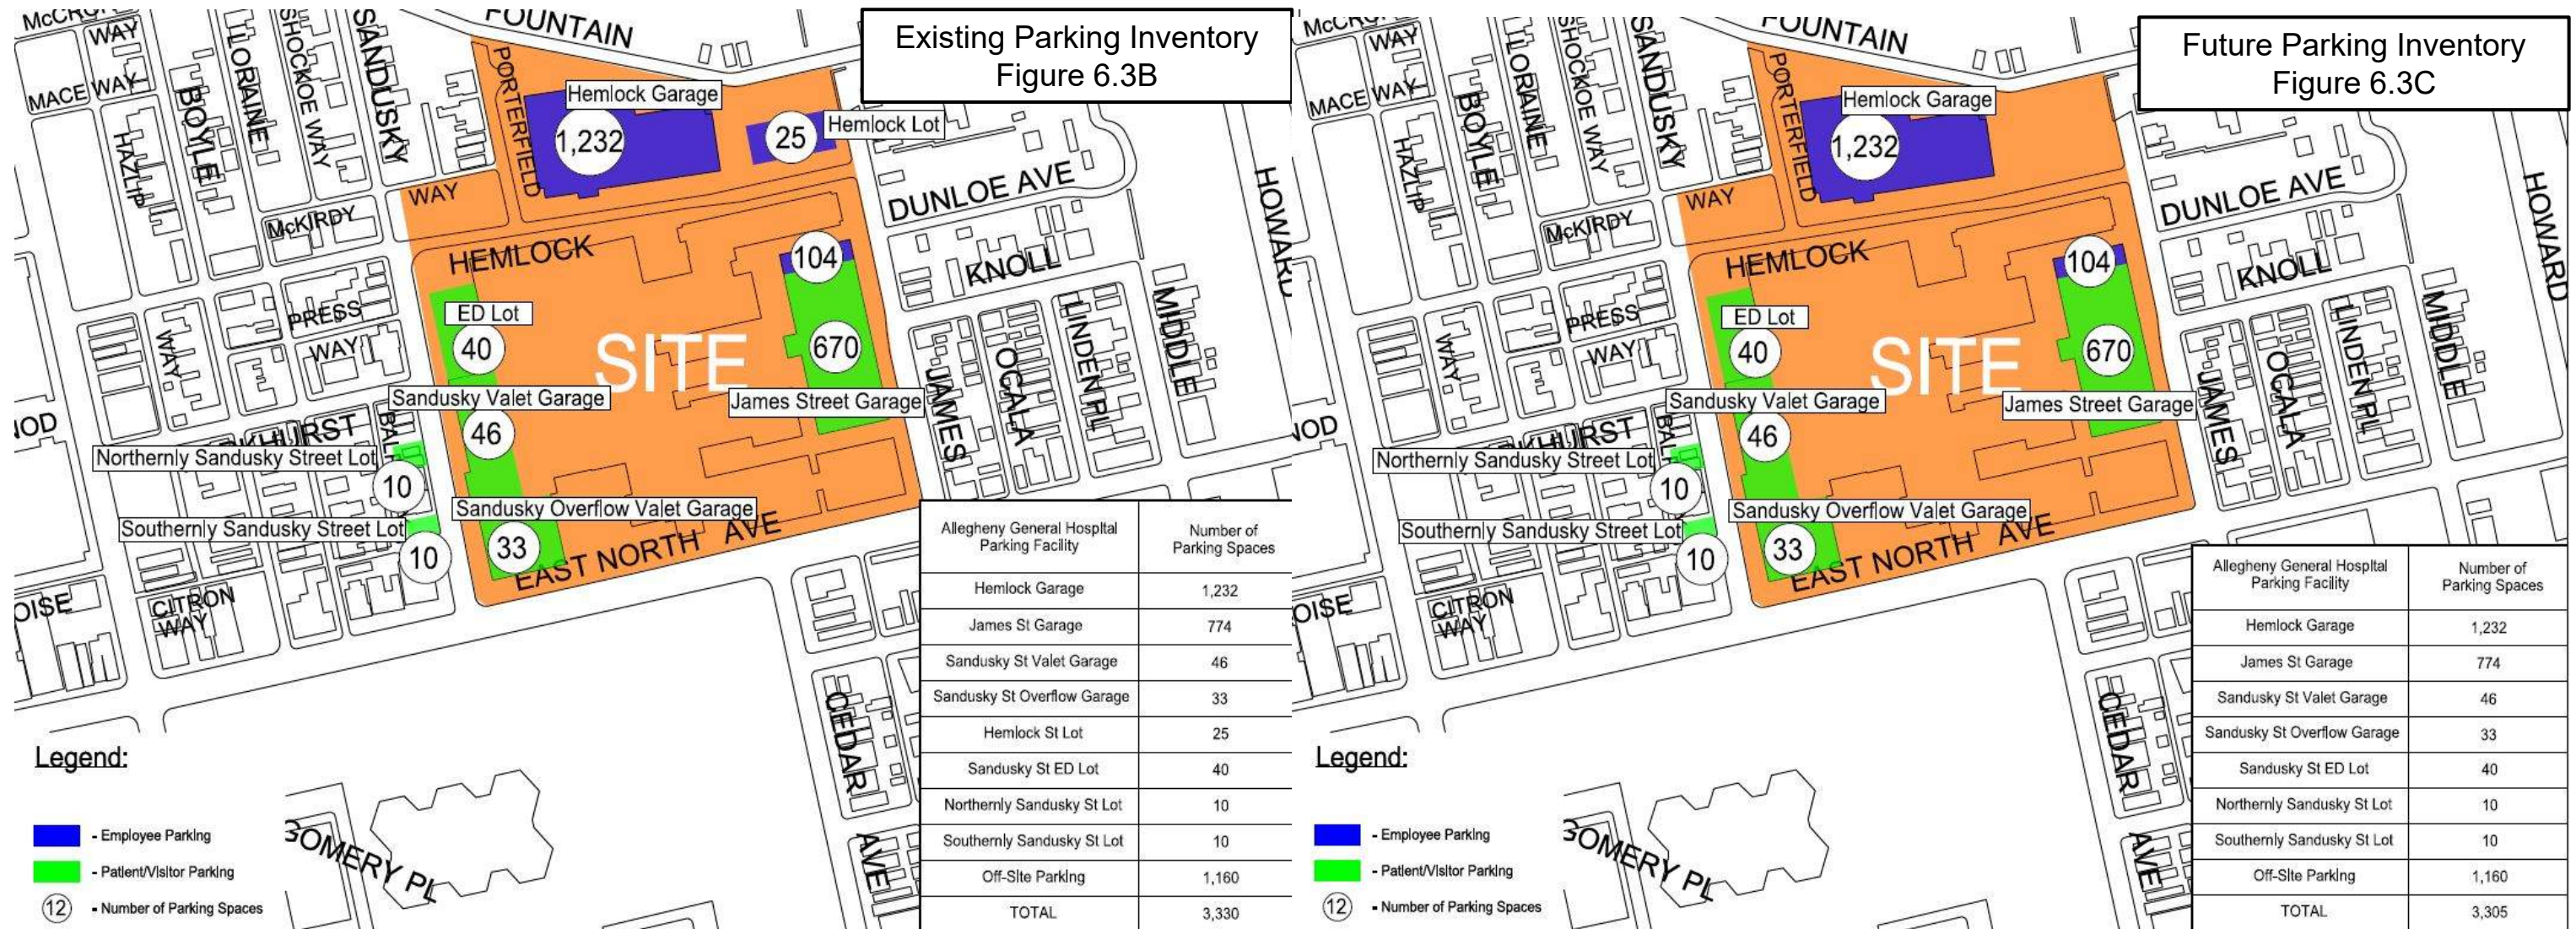 Existing Parking Inventory
Figure 6.3B
FOUNTAIN
WAY
MACE WAY
HAZLIP
BOYLE
LORAINE
SHOCKOE WAY
SANDUSKY
PORTERFIELD
Hemlock Garage
1,232
25
Hemlock Lot
WAY
McKIRDY
HEMLOCK
DUNLOE AVE
HOWARD
KNOLL
104
PRESS
WAY
WAY
ED Lot
40
SITE
670
JAMES
OGALA
LINDEN PL
MIDDLE
Sandusky Valet Garage
James Street Garage
46
Northernly Sandusky Street Lot
10
Sandusky Overflow Valet Garage
Southernly Sandusky Street Lot
10
33
EAST NORTH AVE
CITRON
WAY
CEDAR
AVE
Allegheny General Hospital
Parking Facility
Number of
Parking Spaces
Hemlock Garage 1,232
James St Garage 774
Sandusky St Valet Garage 46
Sandusky St Overflow Garage 33
Hemlock St Lot 25
Sandusky St ED Lot 40
Northernly Sandusky St Lot 10
Southernly Sandusky St Lot 10
Off-Site Parking 1,160
TOTAL 3,330
Legend:
- Employee Parking
- Patient/Visitor Parking
12 - Number of Parking Spaces
GOMERY PL
Future Parking Inventory
Figure 6.3C
FOUNTAIN
WAY
MACE WAY
HAZLIP
BOYLE
LORAINE
SHOCKOE WAY
SANDUSKY
PORTERFIELD
Hemlock Garage
1,232
WAY
McKIRDY
HEMLOCK
DUNLOE AVE
HOWARD
KNOLL
104
PRESS
WAY
WAY
ED Lot
40
SITE
670
JAMES
OGALA
LINDEN PL
MIDDLE
Sandusky Valet Garage
James Street Garage
46
Northernly Sandusky Street Lot
10
Sandusky Overflow Valet Garage
Southernly Sandusky Street Lot
10
33
EAST NORTH AVE
CITRON
WAY
CEDAR
AVE
Allegheny General Hospital
Parking Facility
Number of
Parking Spaces
Hemlock Garage 1,232
James St Garage 774
Sandusky St Valet Garage 46
Sandusky St Overflow Garage 33
Sandusky St ED Lot 40
Northernly Sandusky St Lot 10
Southernly Sandusky St Lot 10
Off-Site Parking 1,160
TOTAL 3,305
Legend:
- Employee Parking
- Patient/Visitor Parking
12 - Number of Parking Spaces
GOMERY PL